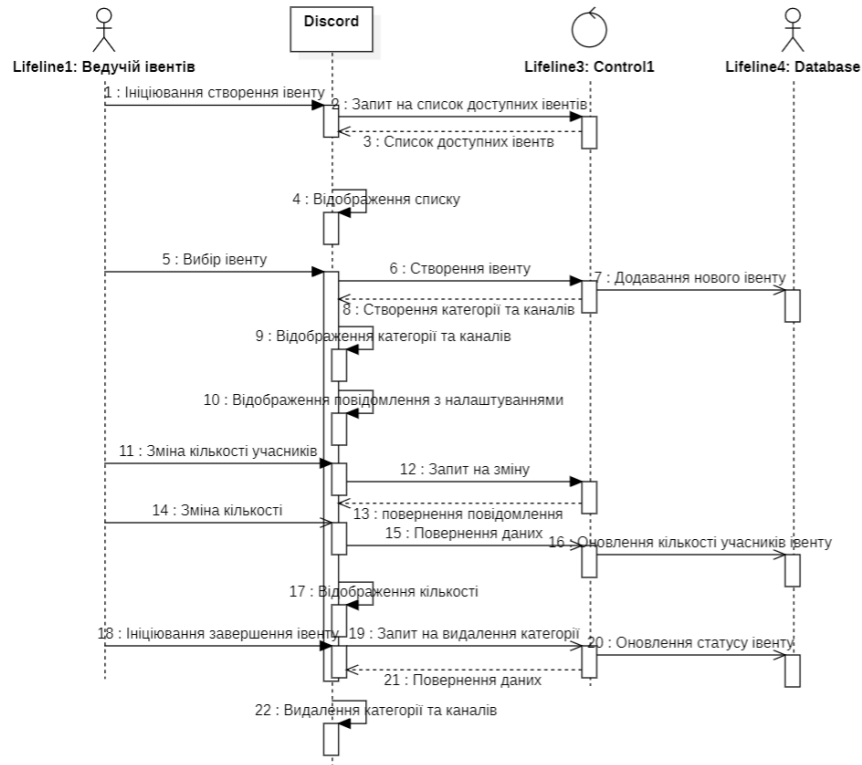 Discord
Lifeline1: Ведучій івентів
Lifeline3: Control1
Lifeline4: Database
1 : Ініціювання створення івенту
2 : Запит на список доступних івентів
3 : Список доступних івентв
4 : Відображення списку
5 : Вибір івенту
6 : Створення івенту
7 : Додавання нового івенту
8 : Створення категорії та каналів
9 : Відображення категорії та каналів
10 : Відображення повідомлення з налаштуваннями
11 : Зміна кількості учасників
12 : Запит на зміну
13 : повернення повідомлення
14 : Зміна кількості
15 : Повернення даних
16 : Оновлення кількості учасників івенту
17 : Відображення кількості
18 : Ініціювання завершення івенту
19 : Запит на видалення категорії
20 : Оновлення статусу івенту
21 : Повернення даних
22 : Видалення категорії та каналів